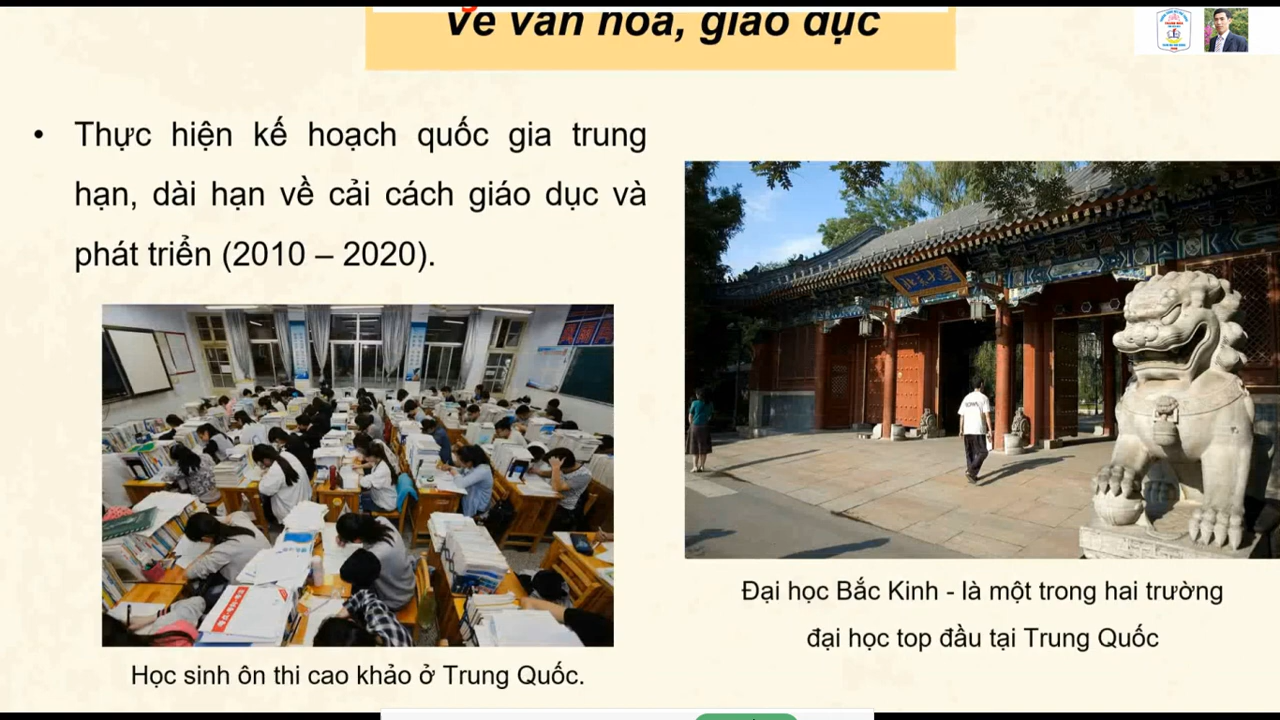 Về văn hóa, giáo dục
• Thực hiện kế hoạch quốc gia trung
hạn, dài hạn về cải cách giáo dục và
phát triển (2010 – 2020).
Học sinh ôn thi cao khảo ở Trung Quốc.
Đại học Bắc Kinh - là một trong hai trường
đại học top đầu tại Trung Quốc